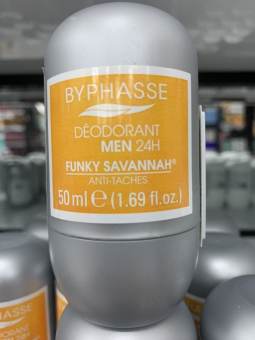 BYPHASSE
DÉODORANT
MEN 24H
FUNKY SAVANNAH®
ANTI-TACHES
50 ml ℮ (1.69 fl.oz.)